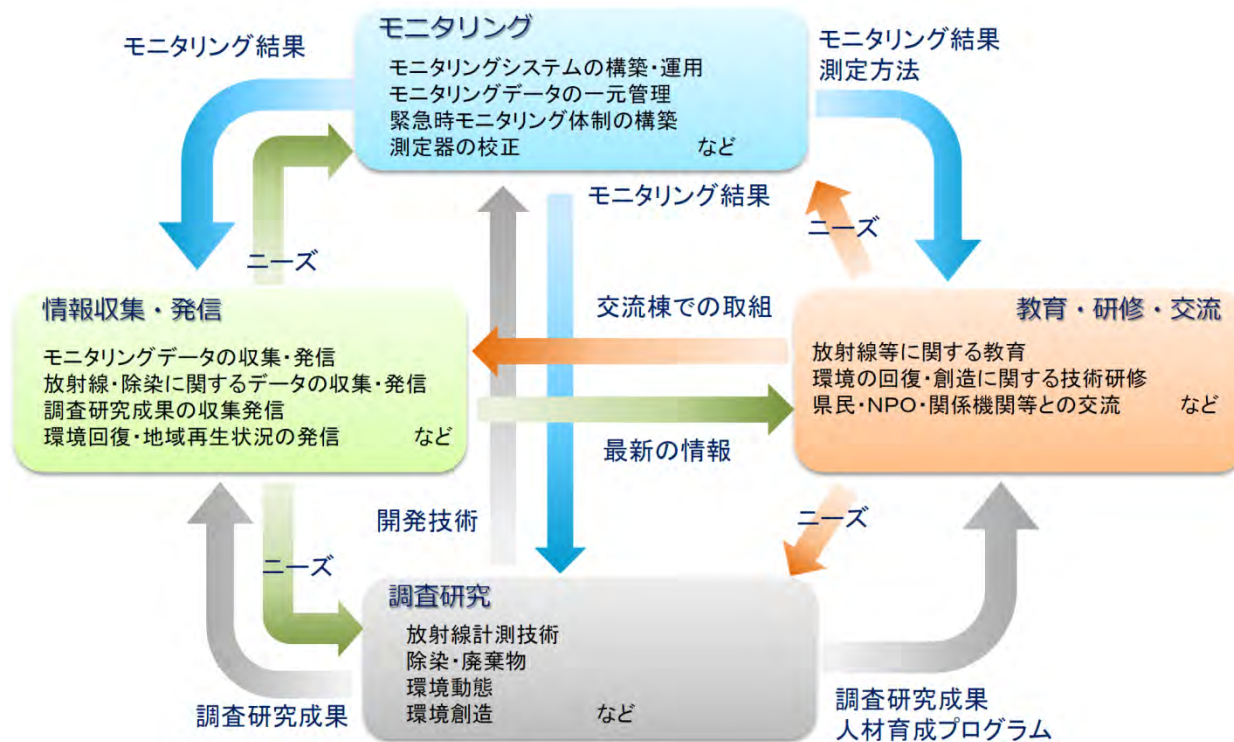 モニタリング
モニタリングシステムの構築・運用
モニタリングデータの一元管理
緊急時モニタリング体制の構築
測定器の校正 など
モニタリング結果
モニタリング結果
測定方法
モニタリング結果
ニーズ
ニーズ
情報収集・発信
モニタリングデータの収集・発信
放射線・除染に関するデータの収集・発信
調査研究成果の収集発信
環境回復・地域再生状況の発信 など
交流棟での取組
最新の情報
教育・研修・交流
放射線等に関する教育
環境の回復・創造に関する技術研修
県民・NPO・関係機関等との交流 など
開発技術
ニーズ
ニーズ
調査研究
放射線計測技術
除染・廃棄物
環境動態
環境創造 など
調査研究成果
調査研究成果
人材育成プログラム